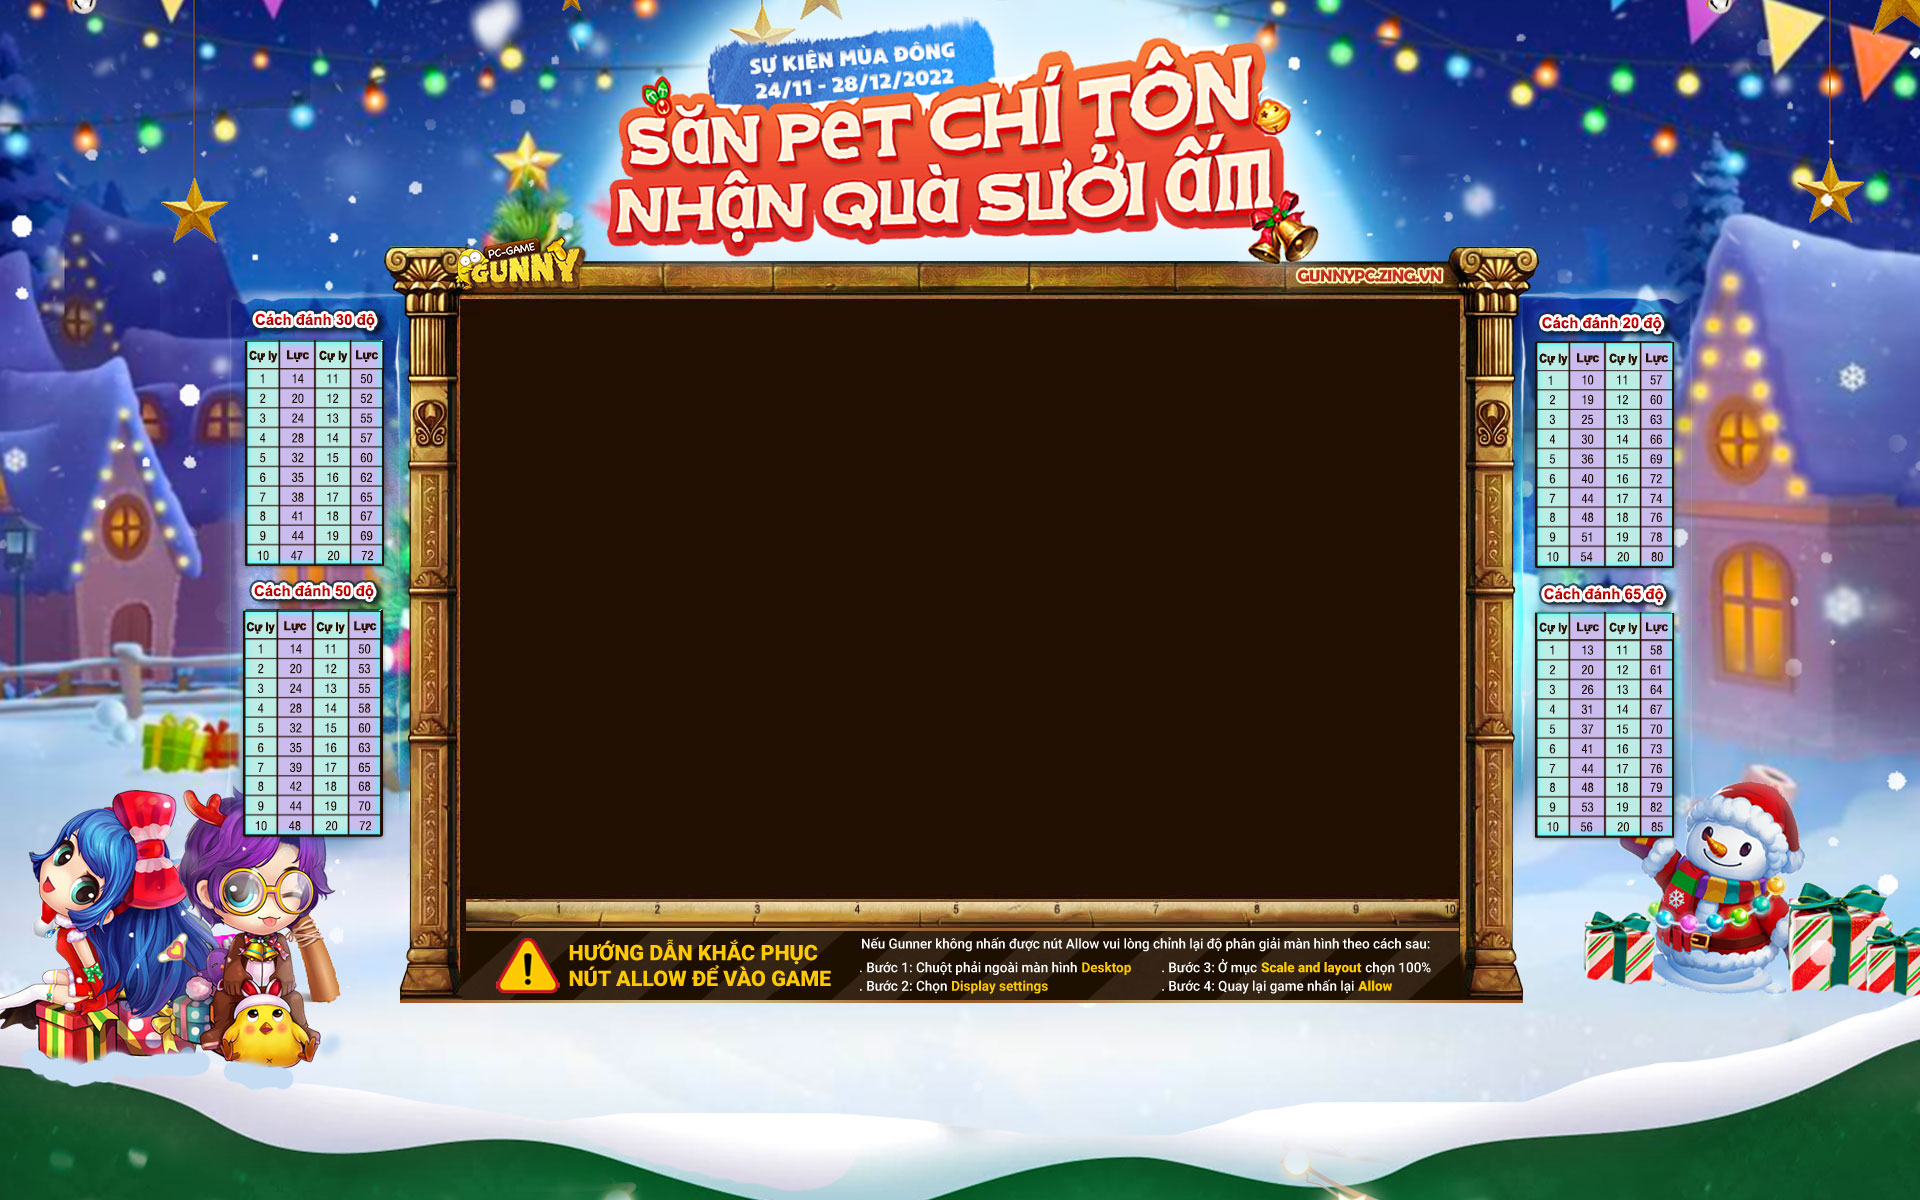 SỰ KIỆN MÙA ĐÔNG
24/11 - 28/12/2022
SĂN PET CHÍ TÔN
NHẬN QUÀ SƯỞI ẤM
PC-GAME
GUNNY
GUNNYPC.ZING.VN
Cách đánh 30 độ
Cự ly Lực Cự ly Lực
1 14 11 50
2 20 12 52
3 24 13 55
4 28 14 57
5 32 15 60
6 35 16 62
7 38 17 65
8 41 18 67
9 44 19 69
10 47 20 72
Cách đánh 50 độ
Cự ly Lực Cự ly Lực
1 14 11 50
2 20 12 53
3 24 13 55
4 28 14 58
5 32 15 60
6 35 16 63
7 39 17 65
8 42 18 68
9 44 19 70
10 48 20 72
Cách đánh 20 độ
Cự ly Lực Cự ly Lực
1 10 11 57
2 19 12 60
3 25 13 63
4 30 14 66
5 36 15 69
6 40 16 72
7 44 17 74
8 48 18 76
9 51 19 78
10 54 20 80
Cách đánh 65 độ
Cự ly Lực Cự ly Lực
1 13 11 58
2 20 12 61
3 26 13 64
4 31 14 67
5 37 15 70
6 41 16 73
7 44 17 76
8 48 18 79
9 53 19 82
10 56 20 85
1 2 3 4 5 6 7 8 9 10
HƯỚNG DẪN KHẮC PHỤC
NÚT ALLOW ĐỂ VÀO GAME
Nếu Gunner không nhấn được nút Allow vui lòng chỉnh lại độ phân giải màn hình theo cách sau:
. Bước 1: Chuột phải ngoài màn hình Desktop
. Bước 2: Chọn Display settings
. Bước 3: Ở mục Scale and layout chọn 100%
. Bước 4: Quay lại game nhấn lại Allow